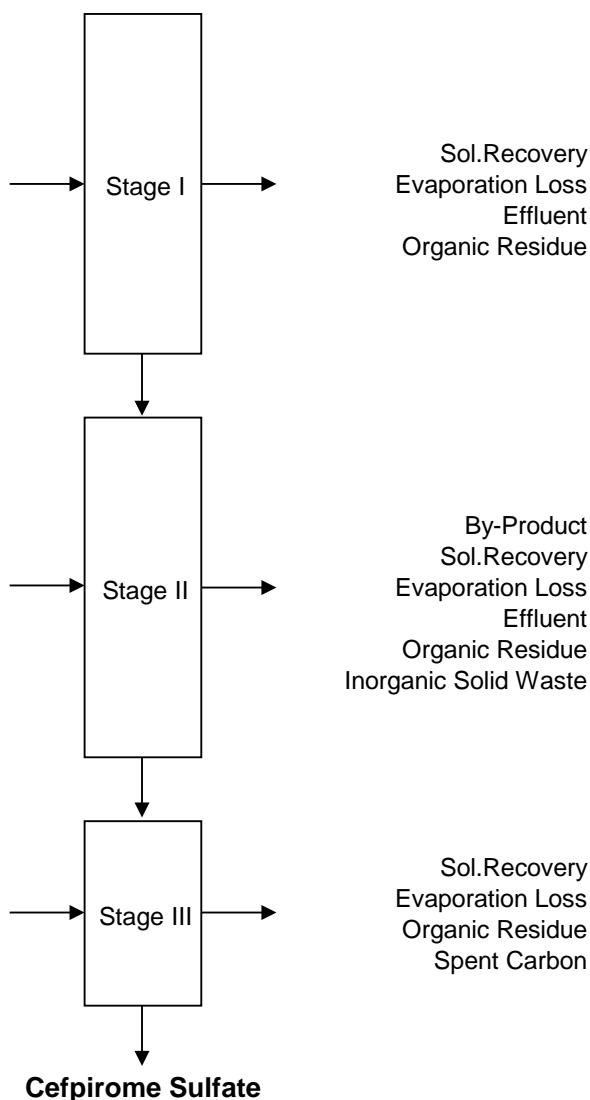 Stage I
Sol.Recovery
Evaporation Loss
Effluent
Organic Residue
Stage II
By-Product
Sol.Recovery
Evaporation Loss
Effluent
Organic Residue
Inorganic Solid Waste
Stage III
Sol.Recovery
Evaporation Loss
Organic Residue
Spent Carbon
Cefpirome Sulfate